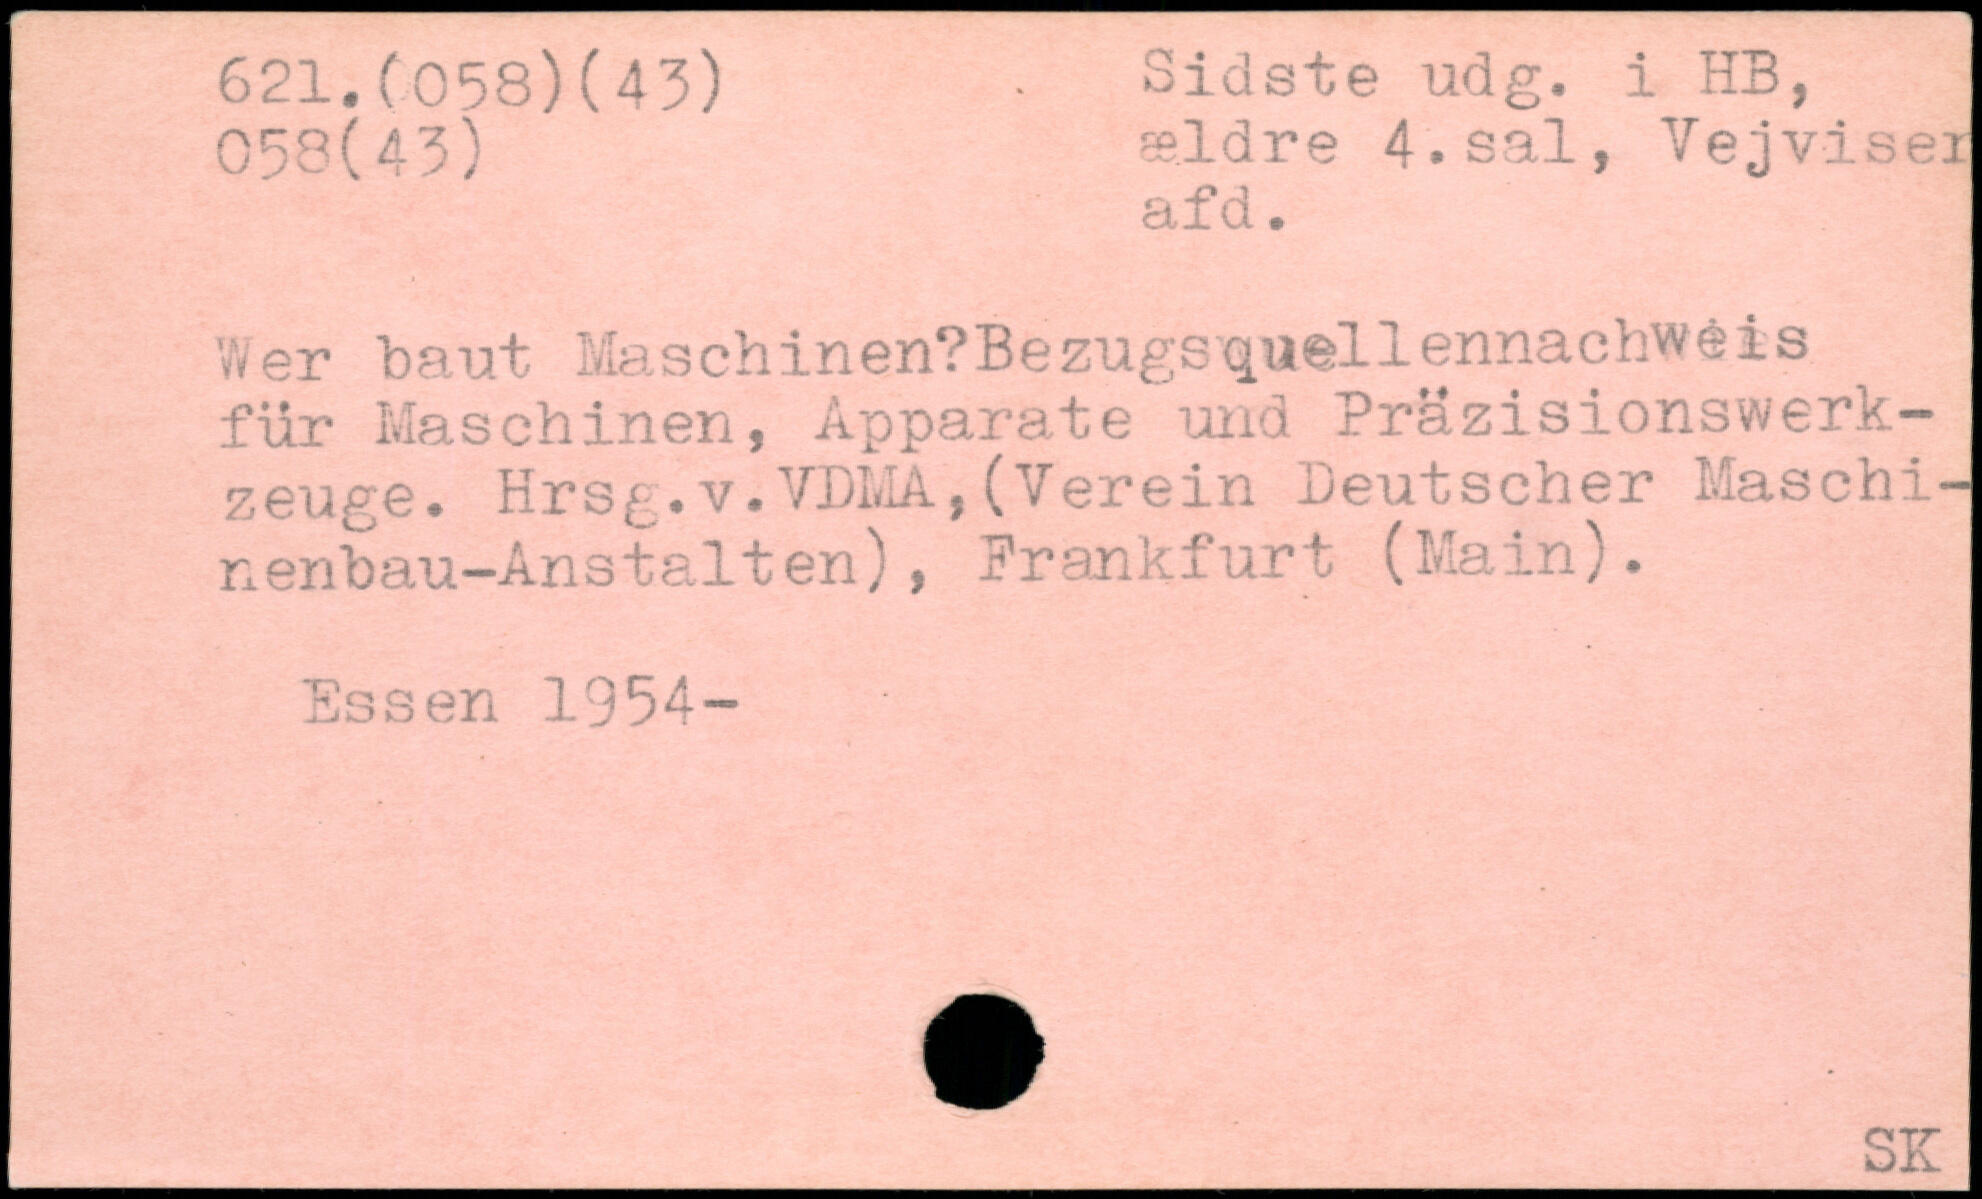 621.(058)(43)
058(43)
Sidste udg. i HB,
ældre 4.sal, Vejviser
afd.
Wer baut Maschinen?Bezugsquellennachweis
für Maschinen, Apparate und Präzisionswerk-
zeuge. Hrsg.v.VDMA,(Verein Deutscher Maschi-
nenbau-Anstalten), Frankfurt (Main).
Essen 1954-
SK